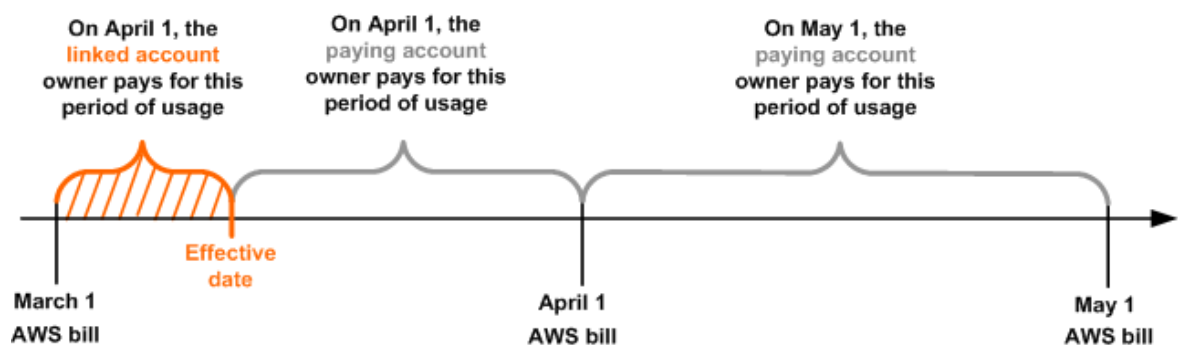 On April 1, the
linked account
owner pays for this
period of usage
On April 1, the
paying account
owner pays for this
period of usage
On May 1, the
paying account
owner pays for this
period of usage
Effective
date
March 1
AWS bill
April 1
AWS bill
May 1
AWS bill